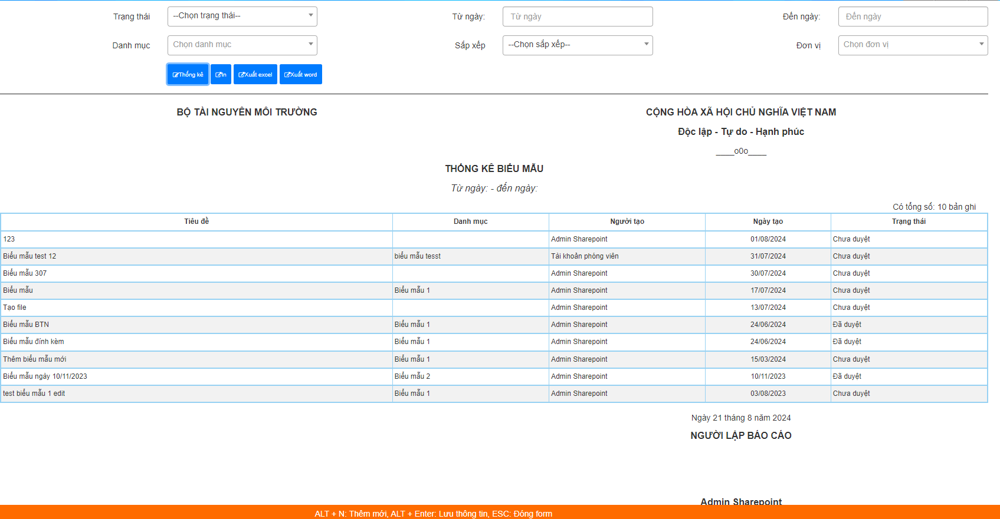 Trạng thái --Chọn trạng thái-- Từ ngày: Từ ngày Đến ngày: Đến ngày
Danh mục Chọn danh mục Sắp xếp --Chọn sắp xếp-- Đơn vị Chọn đơn vị
Thống kê In Xuất excel Xuất word
BỘ TÀI NGUYÊN MÔI TRƯỜNG CỘNG HÒA XÃ HỘI CHỦ NGHĨA VIỆT NAM
Độc lập - Tự do - Hạnh phúc
____o0o____
THỐNG KÊ BIỂU MẪU
Từ ngày: - đến ngày:
Có tổng số: 10 bản ghi
Tiêu đề Danh mục Người tạo Ngày tạo Trạng thái
123 Admin Sharepoint 01/08/2024 Chưa duyệt
Biểu mẫu test 12 biểu mẫu tesst Tài khoản phóng viên 31/07/2024 Chưa duyệt
Biểu mẫu 307 Admin Sharepoint 30/07/2024 Chưa duyệt
Biểu mẫu Biểu mẫu 1 Admin Sharepoint 17/07/2024 Chưa duyệt
Tạo file Admin Sharepoint 13/07/2024 Chưa duyệt
Biểu mẫu BTN Biểu mẫu 1 Admin Sharepoint 24/06/2024 Đã duyệt
Biểu mẫu đính kèm Biểu mẫu 1 Admin Sharepoint 24/06/2024 Đã duyệt
Thêm biểu mẫu mới Biểu mẫu 1 Admin Sharepoint 15/03/2024 Chưa duyệt
Biểu mẫu ngày 10/11/2023 Biểu mẫu 2 Admin Sharepoint 10/11/2023 Đã duyệt
test biểu mẫu 1 edit Biểu mẫu 1 Admin Sharepoint 03/08/2023 Chưa duyệt
Ngày 21 tháng 8 năm 2024
NGƯỜI LẬP BÁO CÁO
Admin Sharepoint
ALT + N: Thêm mới, ALT + Enter: Lưu thông tin, ESC: Đóng form